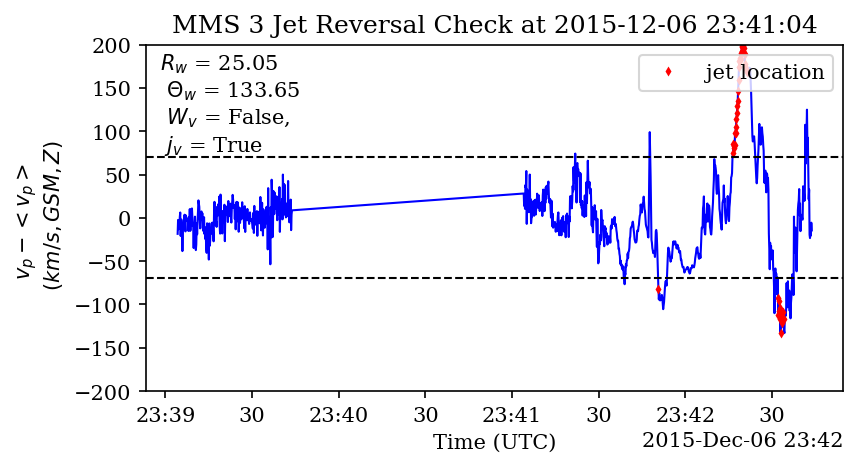 MMS 3 Jet Reversal Check at 2015-12-06 23:41:04
R_w = 25.05
Θ_w = 133.65
W_v = False,
j_v = True
jet location
v_p − < v_p >
(km/s, GSM, Z)
200
150
100
50
0
−50
−100
−150
−200
23:39 30 23:40 30 23:41 30 23:42 30
Time (UTC)
2015-Dec-06 23:42